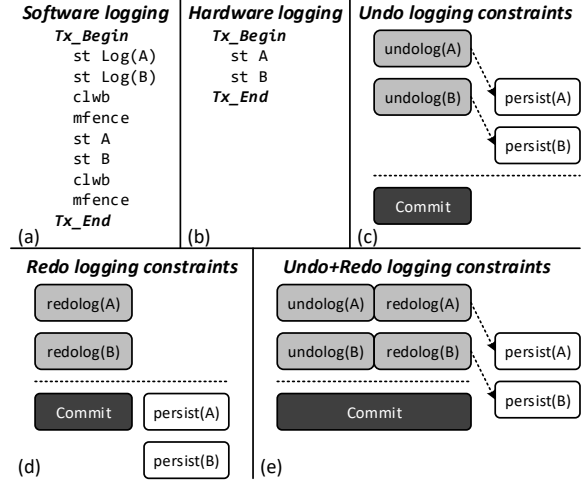 Software logging
Tx_Begin
st Log(A)
st Log(B)
clwb
mfence
st A
st B
clwb
mfence
Tx_End
(a)
Hardware logging
Tx_Begin
st A
st B
Tx_End
(b)
Undo logging constraints
undolog(A)
undolog(B)
persist(A)
persist(B)
Commit
(c)
Redo logging constraints
redolog(A)
redolog(B)
Commit
persist(A)
persist(B)
(d)
Undo+Redo logging constraints
undolog(A) redolog(A)
undolog(B) redolog(B)
persist(A)
persist(B)
Commit
(e)